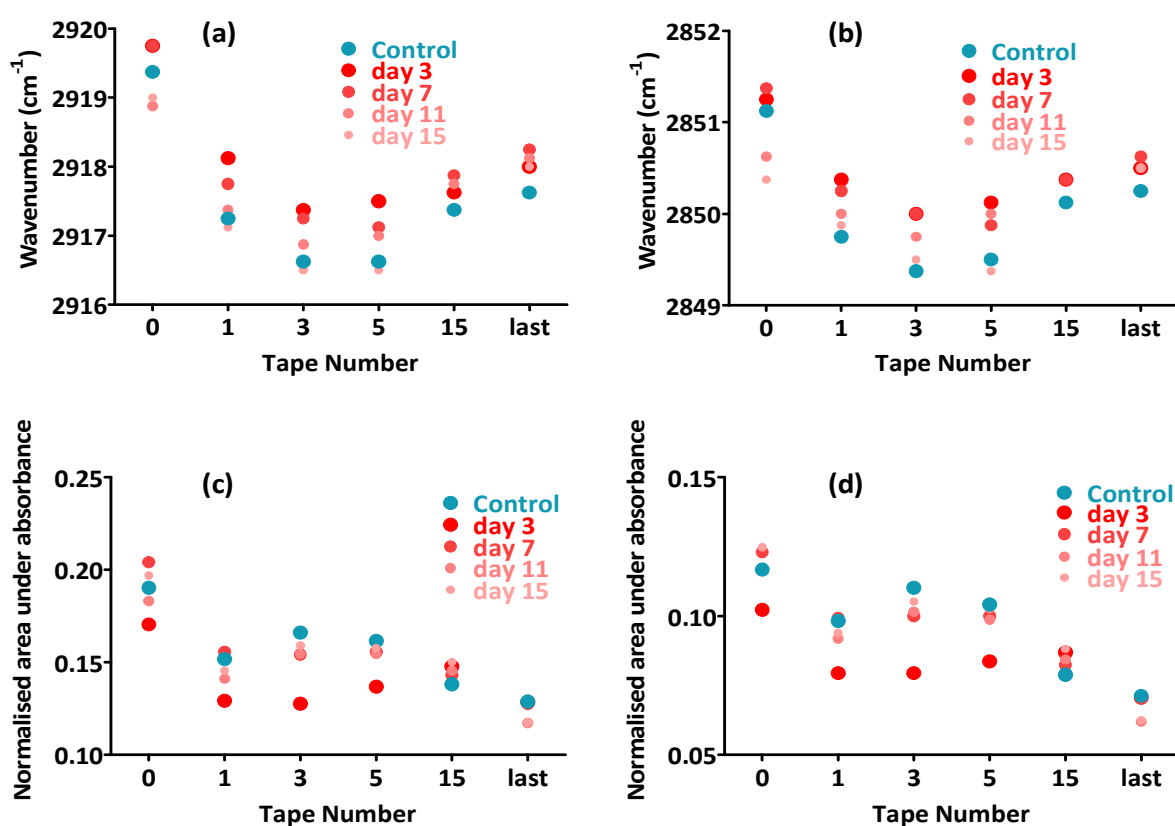 (a)
Wavenumber (cm⁻¹)
2920
2919
2918
2917
2916
Control
day 3
day 7
day 11
day 15
0 1 3 5 15 last
Tape Number
(b)
Wavenumber (cm⁻¹)
2852
2851
2850
2849
Control
day 3
day 7
day 11
day 15
0 1 3 5 15 last
Tape Number
(c)
Normalised area under absorbance
0.25
0.20
0.15
0.10
Control
day 3
day 7
day 11
day 15
0 1 3 5 15 last
Tape Number
(d)
Normalised area under absorbance
0.15
0.10
0.05
Control
day 3
day 7
day 11
day 15
0 1 3 5 15 last
Tape Number